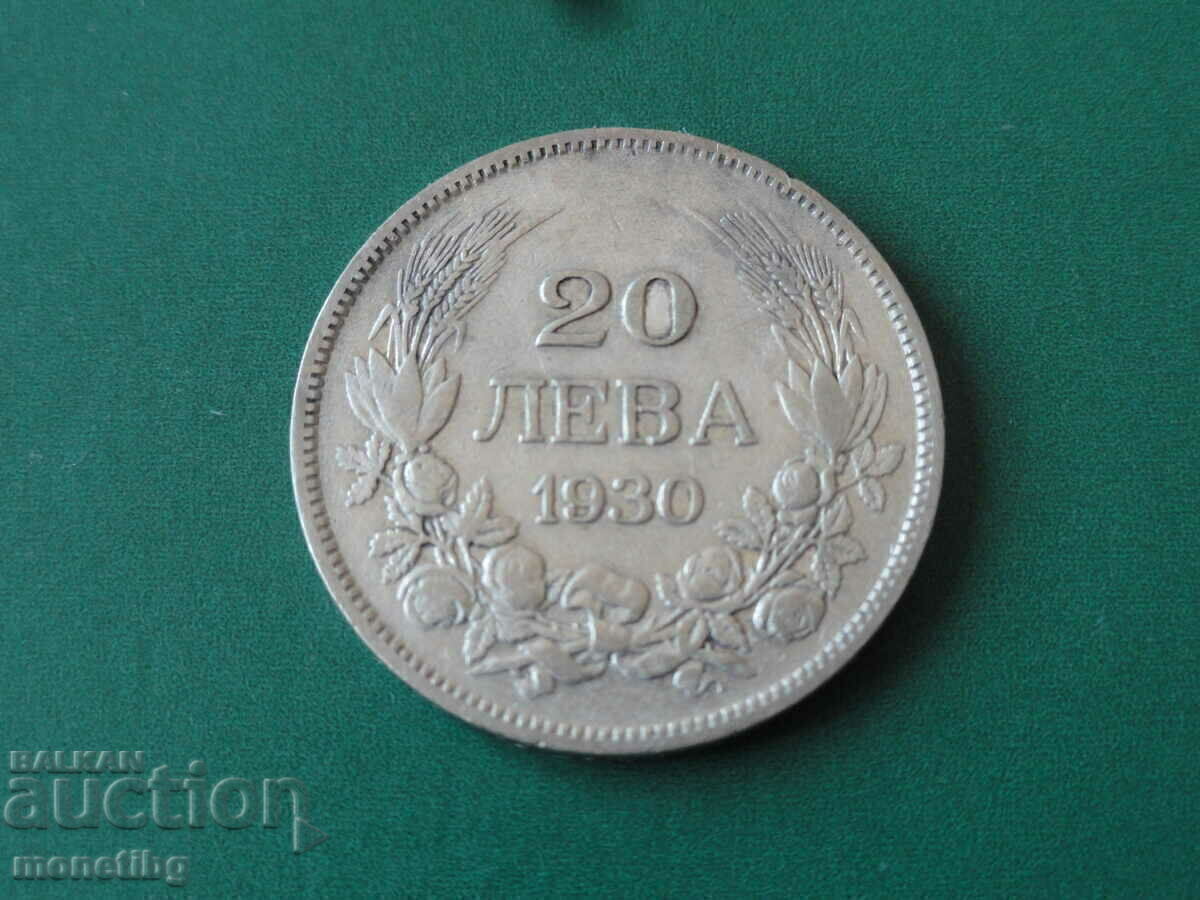 20
ЛЕВА
1930
BALKAN
auction
monetibg